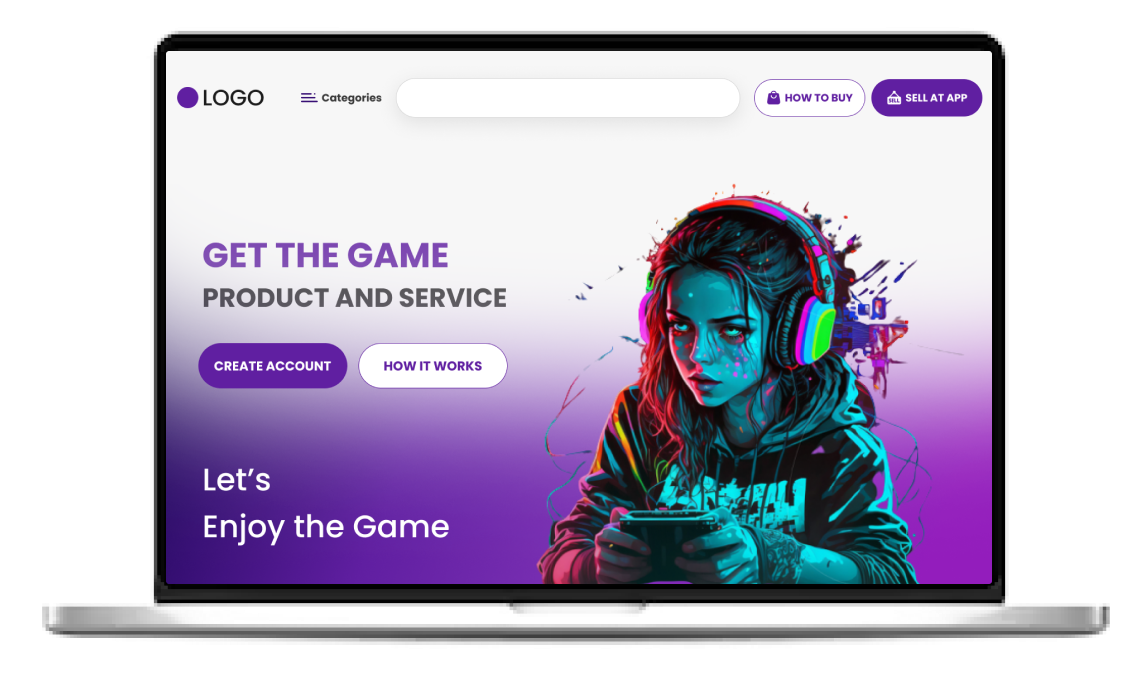 LOGO
Categories
HOW TO BUY
SELL
SELL AT APP
GET THE GAME
PRODUCT AND SERVICE
CREATE ACCOUNT
HOW IT WORKS
Let’s
Enjoy the Game